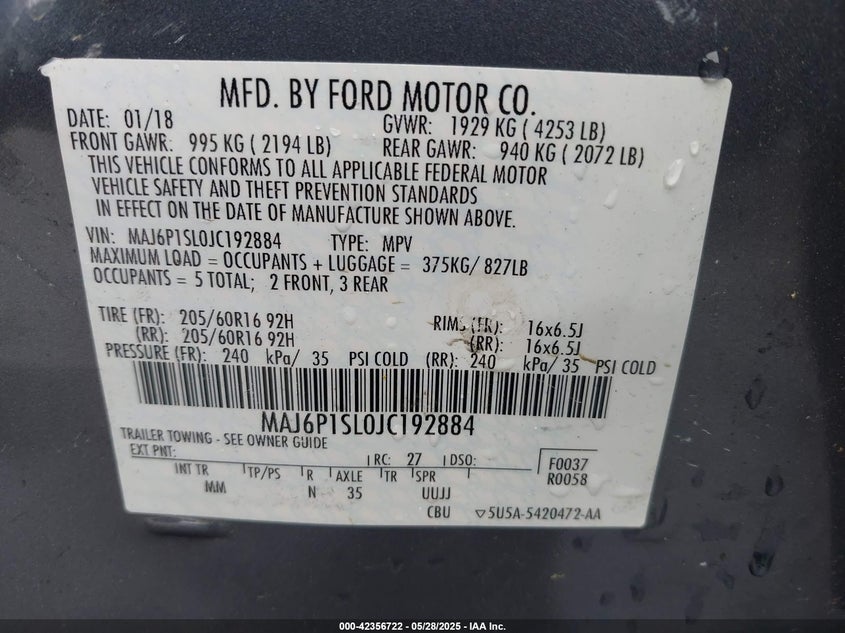 MFD. BY FORD MOTOR CO.
DATE: 01/18 GVWR: 1929 KG ( 4253 LB)
FRONT GAWR: 995 KG ( 2194 LB) REAR GAWR: 940 KG ( 2072 LB)
THIS VEHICLE CONFORMS TO ALL APPLICABLE FEDERAL MOTOR
VEHICLE SAFETY AND THEFT PREVENTION STANDARDS
IN EFFECT ON THE DATE OF MANUFACTURE SHOWN ABOVE.
VIN: MAJ6P1SL0JC192884 TYPE: MPV
MAXIMUM LOAD = OCCUPANTS + LUGGAGE = 375KG/ 827LB
OCCUPANTS = 5 TOTAL; 2 FRONT, 3 REAR
TIRE (FR): 205/60R16 92H RIMS (FR): 16x6.5J
(RR): 205/60R16 92H (RR): 16x6.5J
PRESSURE (FR): 240 kPa/ 35 PSI COLD (RR): 240 kPa/ 35 PSI COLD
MAJ6P1SL0JC192884
TRAILER TOWING - SEE OWNER GUIDE
EXT PNT: RC: 27 DSO: F0037
INT TR TP/PS R AXLE TR SPR R0058
MM N 35 UUJJ
CBU ▽5U5A-5420472-AA
000-42356722 - 05/28/2025 - IAA Inc.